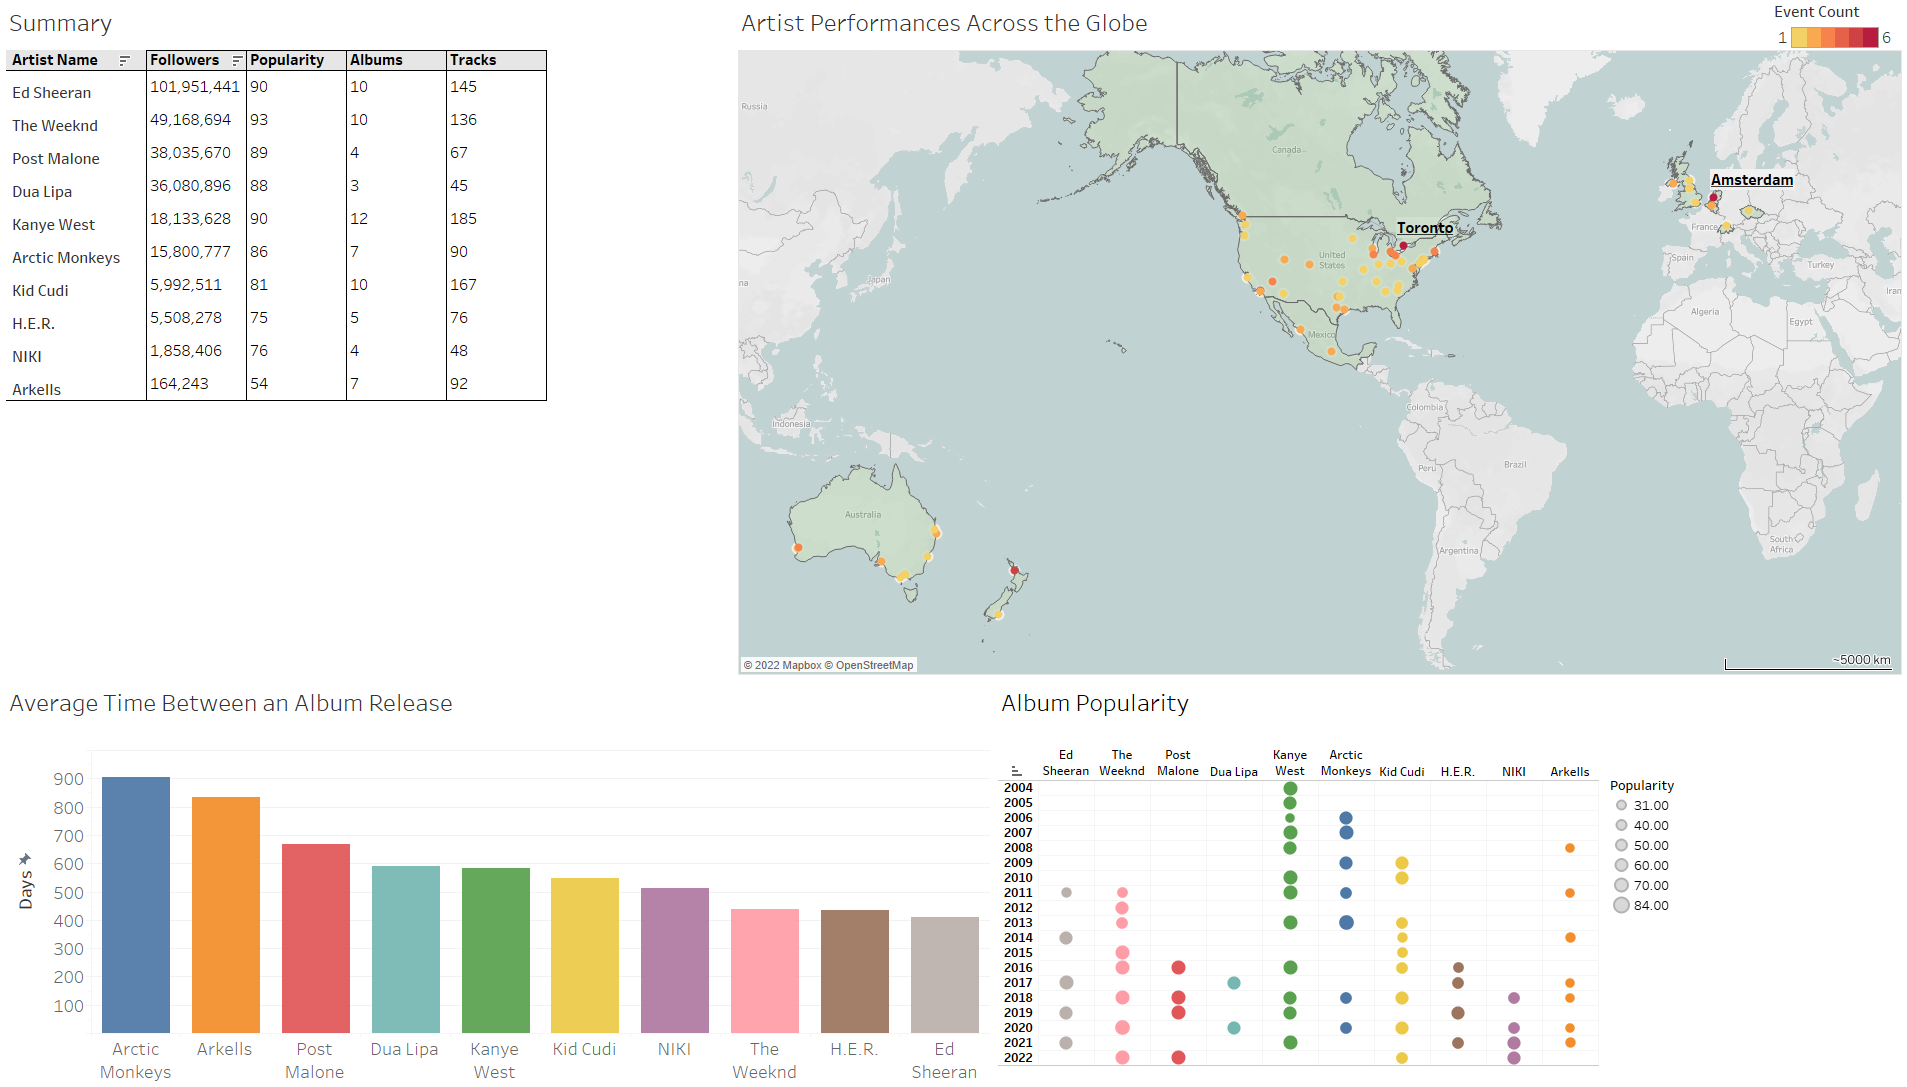 Summary
Artist Name Followers Popularity Albums Tracks
Ed Sheeran 101,951,441 90 10 145
The Weeknd 49,168,694 93 10 136
Post Malone 38,035,670 89 4 67
Dua Lipa 36,080,896 88 3 45
Kanye West 18,133,628 90 12 185
Arctic Monkeys 15,800,777 86 7 90
Kid Cudi 5,992,511 81 10 167
H.E.R. 5,508,278 75 5 76
NIKI 1,858,406 76 4 48
Arkells 164,243 54 7 92
Artist Performances Across the Globe
Event Count
1 6
Russia
Canada
Amsterdam
Toronto
France
United
States
Spain
Turkey
na
Japan
Iran
Algeria
Egypt
Mexico
Colombia
Indonesia
Peru
Brazil
Australia
South
Africa
Argentina
© 2022 Mapbox © OpenStreetMap
~5000 km
Average Time Between an Album Release
Days
900
800
700
600
500
400
300
200
100
Arctic
Monkeys
Arkells
Post
Malone
Dua Lipa
Kanye
West
Kid Cudi
NIKI
The
Weeknd
H.E.R.
Ed
Sheeran
Album Popularity
Ed
Sheeran
The
Weeknd
Post
Malone
Dua Lipa
Kanye
West
Arctic
Monkeys
Kid Cudi
H.E.R.
NIKI
Arkells
2004
2005
2006
2007
2008
2009
2010
2011
2012
2013
2014
2015
2016
2017
2018
2019
2020
2021
2022
Popularity
31.00
40.00
50.00
60.00
70.00
84.00